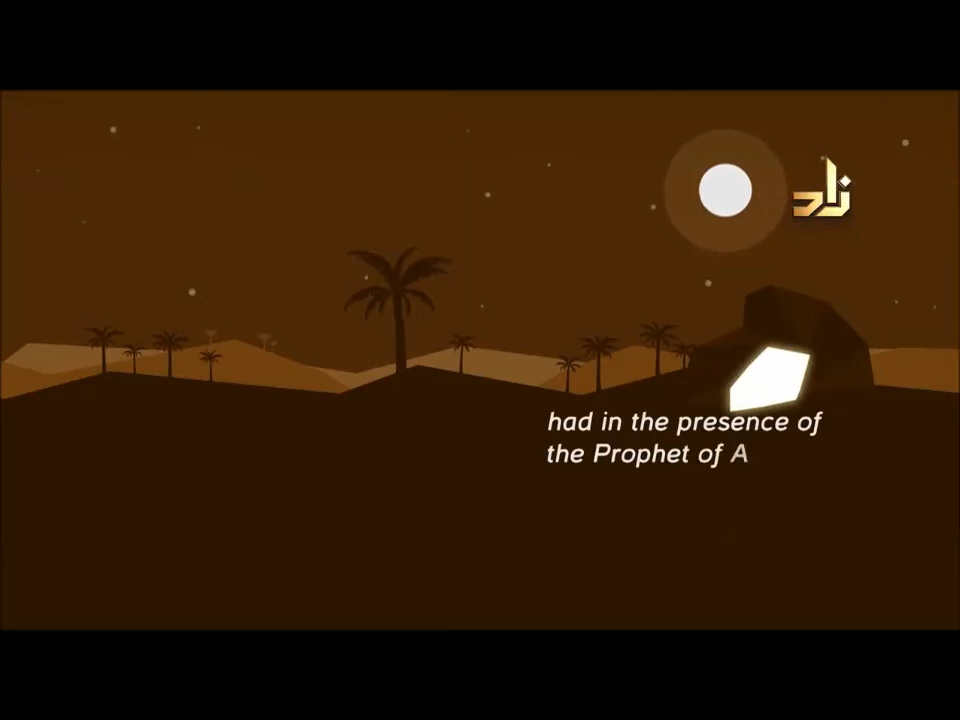 زاد
had in the presence of
the Prophet of A